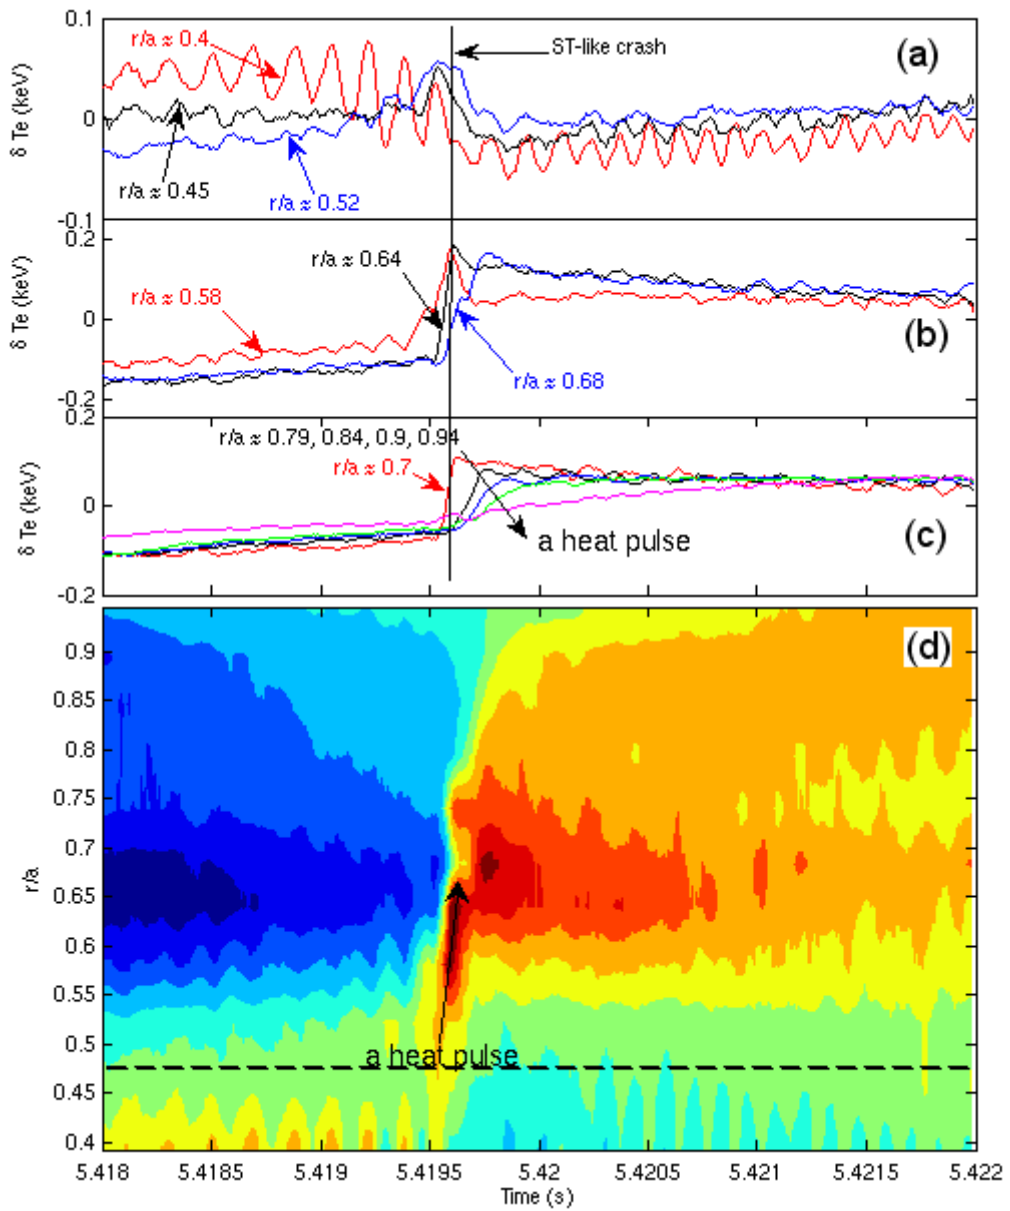 0.1
r/a ≈ 0.4
ST-like crash
(a)
δ Te (keV)
0
r/a ≈ 0.45
r/a ≈ 0.52
-0.1
0.2
r/a ≈ 0.64
r/a ≈ 0.58
δ Te (keV)
0
(b)
r/a ≈ 0.68
-0.2
0.2
r/a ≈ 0.79, 0.84, 0.9, 0.94
r/a ≈ 0.7
δ Te (keV)
0
a heat pulse
(c)
-0.2
(d)
0.9
0.85
0.8
0.75
0.7
r/a
0.65
0.6
0.55
0.5
a heat pulse
0.45
0.4
5.418 5.4185 5.419 5.4195 5.42 5.4205 5.421 5.4215 5.422
Time (s)